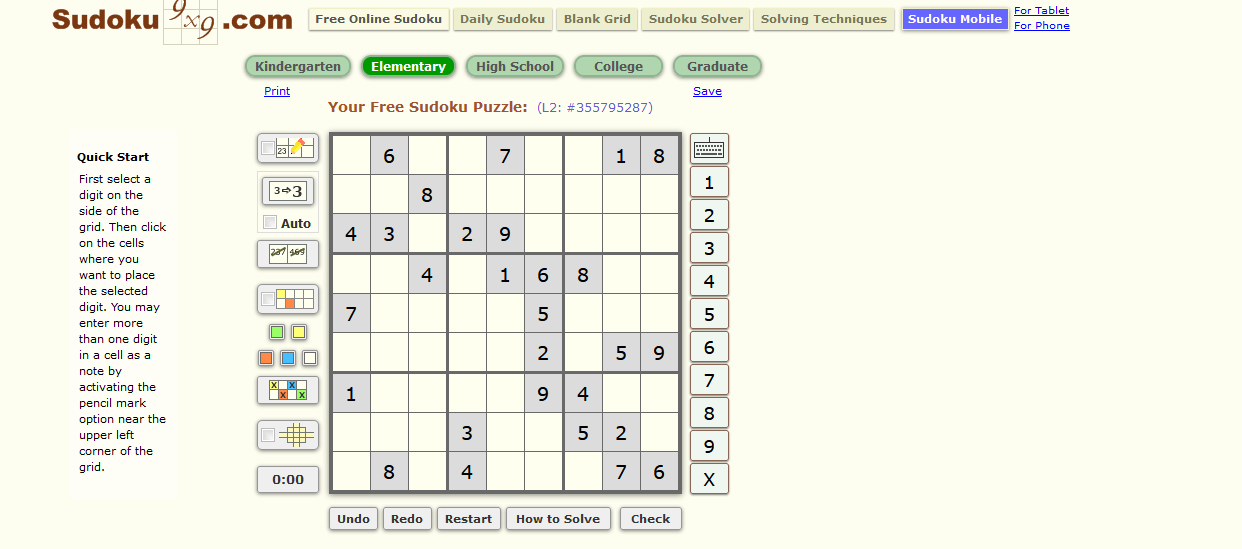 Sudoku 9x9 .com
Free Online Sudoku Daily Sudoku Blank Grid Sudoku Solver Solving Techniques Sudoku Mobile For Tablet
For Phone
Kindergarten Elementary High School College Graduate
Print Save
Your Free Sudoku Puzzle: (L2: #355795287)
Quick Start
First select a
digit on the
side of the
grid. Then click
on the cells
where you
want to place
the selected
digit. You may
enter more
than one digit
in a cell as a
note by
activating the
pencil mark
option near the
upper left
corner of the
grid.
23
3⇨3
Auto
237 469
X X
X X
0:00
6 7 1 8
8
4 3 2 9
4 1 6 8
7 5
2 5 9
1 9 4
3 5 2
8 4 7 6
1
2
3
4
5
6
7
8
9
X
Undo Redo Restart How to Solve Check